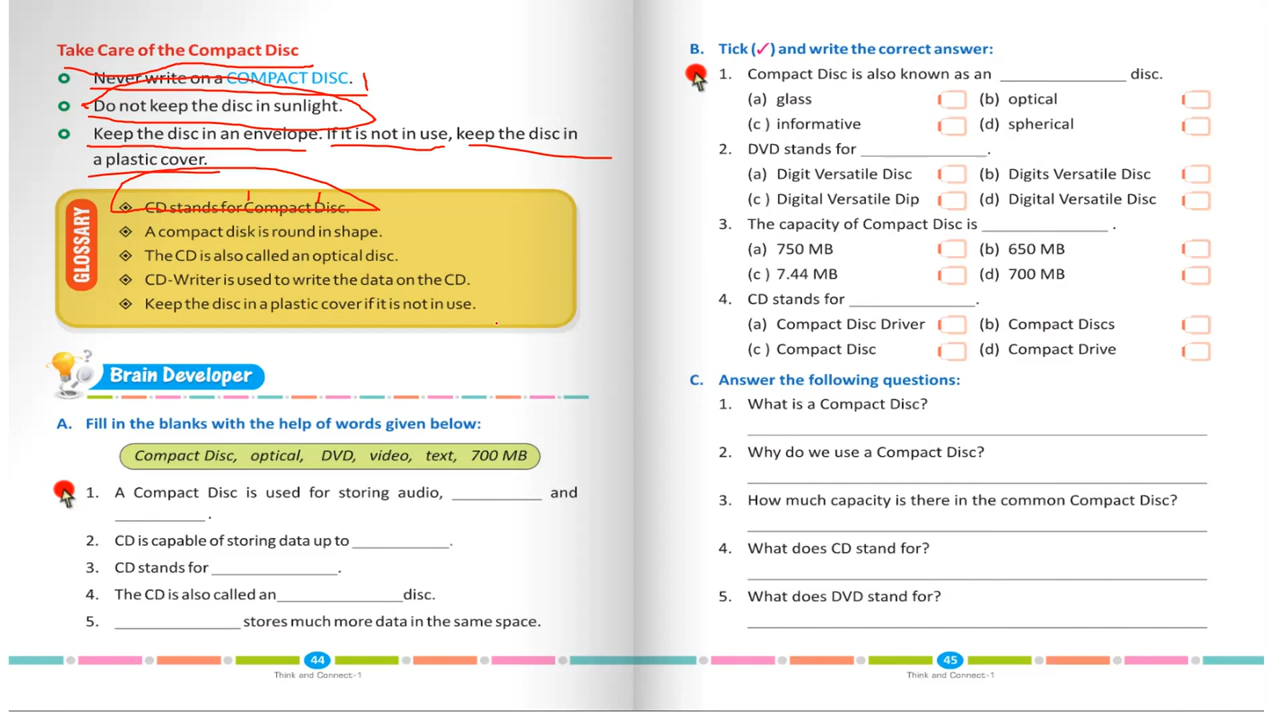 Take Care of the Compact Disc
Never write on a COMPACT DISC.
Do not keep the disc in sunlight.
Keep the disc in an envelope. If it is not in use, keep the disc in
a plastic cover.
GLOSSARY
CD stands for Compact Disc.
A compact disk is round in shape.
The CD is also called an optical disc.
CD-Writer is used to write the data on the CD.
Keep the disc in a plastic cover if it is not in use.
Brain Developer
A. Fill in the blanks with the help of words given below:
Compact Disc, optical, DVD, video, text, 700 MB
1. A Compact Disc is used for storing audio, __________ and
__________ .
2. CD is capable of storing data up to ___________.
3. CD stands for ______________.
4. The CD is also called an______________disc.
5. ______________ stores much more data in the same space.
44
Think and Connect-1
B. Tick (✓) and write the correct answer:
1. Compact Disc is also known as an ______________ disc.
(a) glass (b) optical
(c ) informative (d) spherical
2. DVD stands for ______________.
(a) Digit Versatile Disc (b) Digits Versatile Disc
(c ) Digital Versatile Dip (d) Digital Versatile Disc
3. The capacity of Compact Disc is ______________ .
(a) 750 MB (b) 650 MB
(c ) 7.44 MB (d) 700 MB
4. CD stands for ______________.
(a) Compact Disc Driver (b) Compact Discs
(c ) Compact Disc (d) Compact Drive
C. Answer the following questions:
1. What is a Compact Disc?
2. Why do we use a Compact Disc?
3. How much capacity is there in the common Compact Disc?
4. What does CD stand for?
5. What does DVD stand for?
45
Think and Connect-1